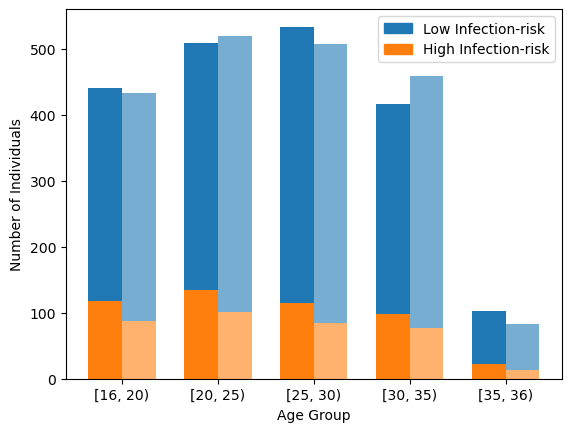 Low Infection-risk
High Infection-risk
Number of Individuals
500
400
300
200
100
0
[16, 20)
[20, 25)
[25, 30)
[30, 35)
[35, 36)
Age Group